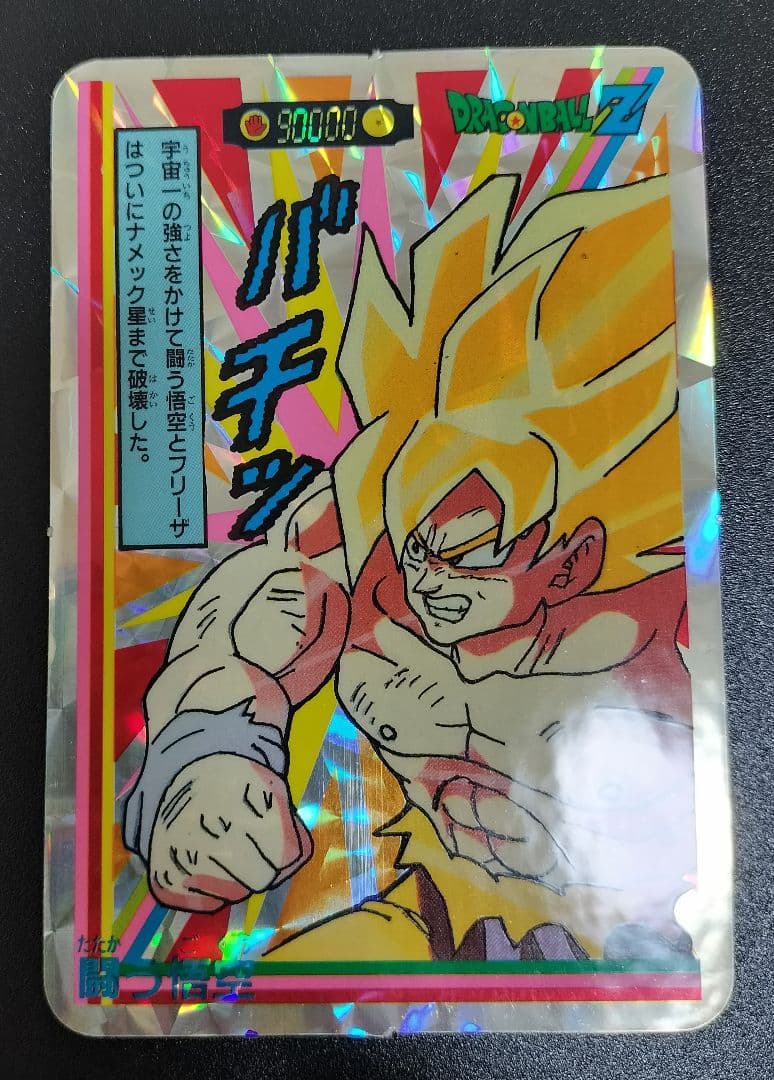 90000
DRAGONBALL Z
宇宙一の強さをかけて闘う悟空とフリーザ
はついにナメック星まで破壊した。
バチッ
闘う悟空